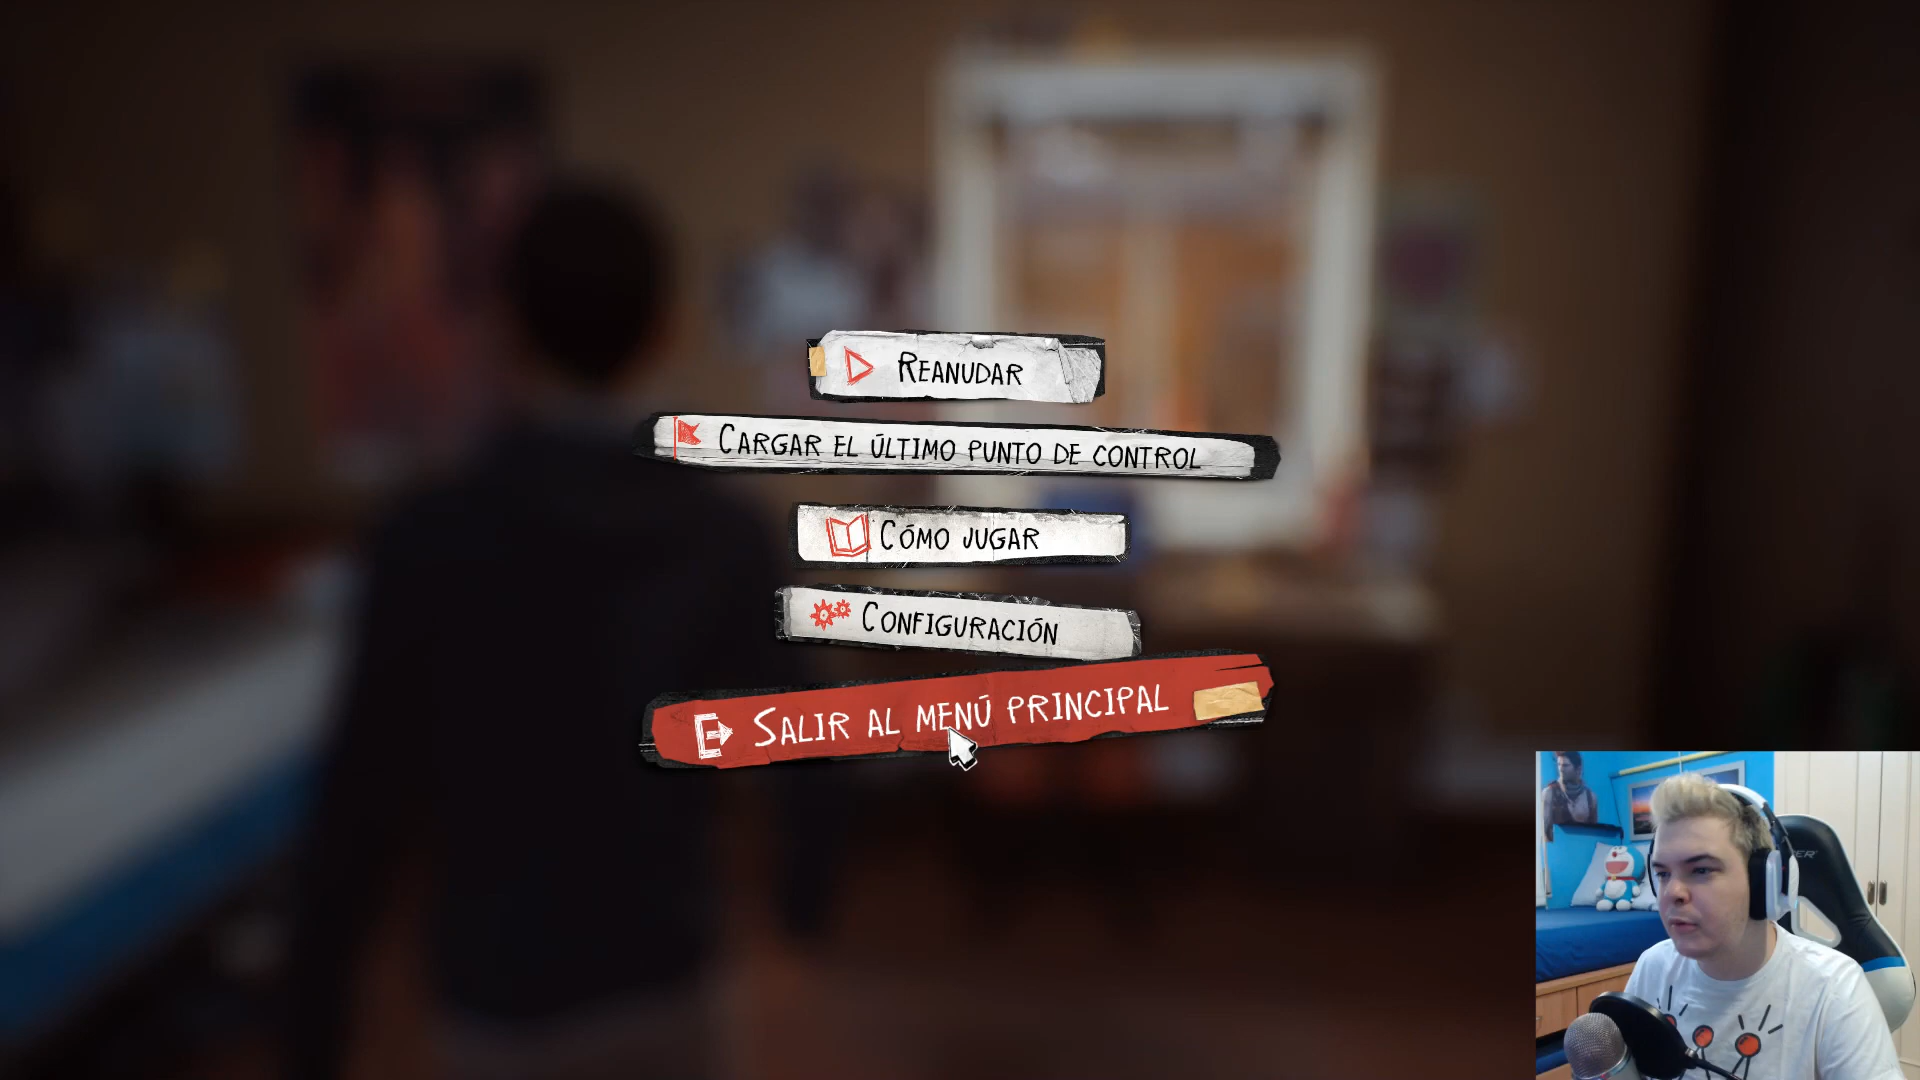 REANUDAR
CARGAR EL ÚLTIMO PUNTO DE CONTROL
CÓMO JUGAR
CONFIGURACIÓN
SALIR AL MENÚ PRINCIPAL